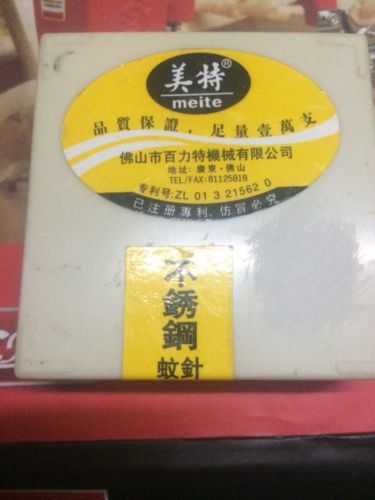 美特®
meite
品質保證，足量壹萬支
佛山市百力特機械有限公司
地址:廣東·佛山
TEL/FAX:81125818
专利号:ZL 01 3 21562 0
已注册專利,仿冒必究
不銹鋼
蚊針